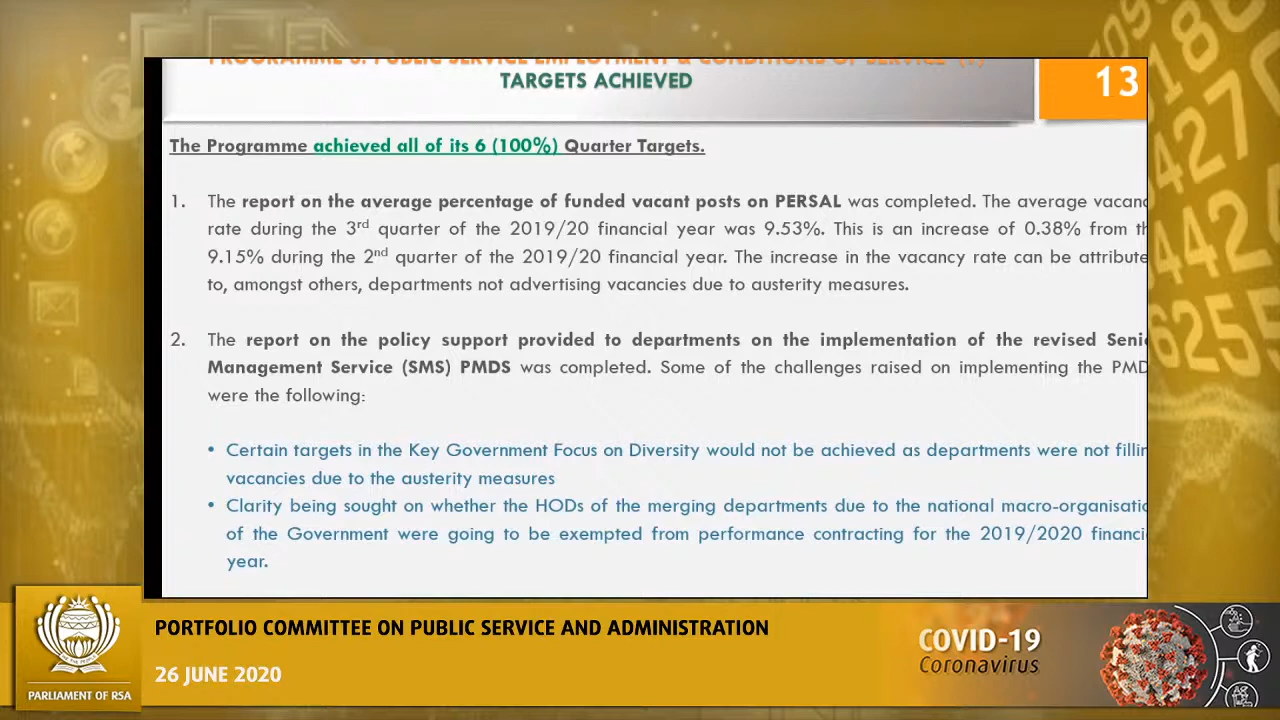 PROGRAMME 3: PUBLIC SERVICE EMPLOYMENT & CONDITIONS OF SERVICE (1)
TARGETS ACHIEVED
13
The Programme achieved all of its 6 (100%) Quarter Targets.
1. The report on the average percentage of funded vacant posts on PERSAL was completed. The average vacanc
rate during the 3rd quarter of the 2019/20 financial year was 9.53%. This is an increase of 0.38% from th
9.15% during the 2nd quarter of the 2019/20 financial year. The increase in the vacancy rate can be attribute
to, amongst others, departments not advertising vacancies due to austerity measures.
2. The report on the policy support provided to departments on the implementation of the revised Senio
Management Service (SMS) PMDS was completed. Some of the challenges raised on implementing the PMD
were the following:
• Certain targets in the Key Government Focus on Diversity would not be achieved as departments were not fillin
vacancies due to the austerity measures
• Clarity being sought on whether the HODs of the merging departments due to the national macro-organisatio
of the Government were going to be exempted from performance contracting for the 2019/2020 financi
year.
PORTFOLIO COMMITTEE ON PUBLIC SERVICE AND ADMINISTRATION
26 JUNE 2020
PARLIAMENT OF RSA
COVID-19
Coronavirus